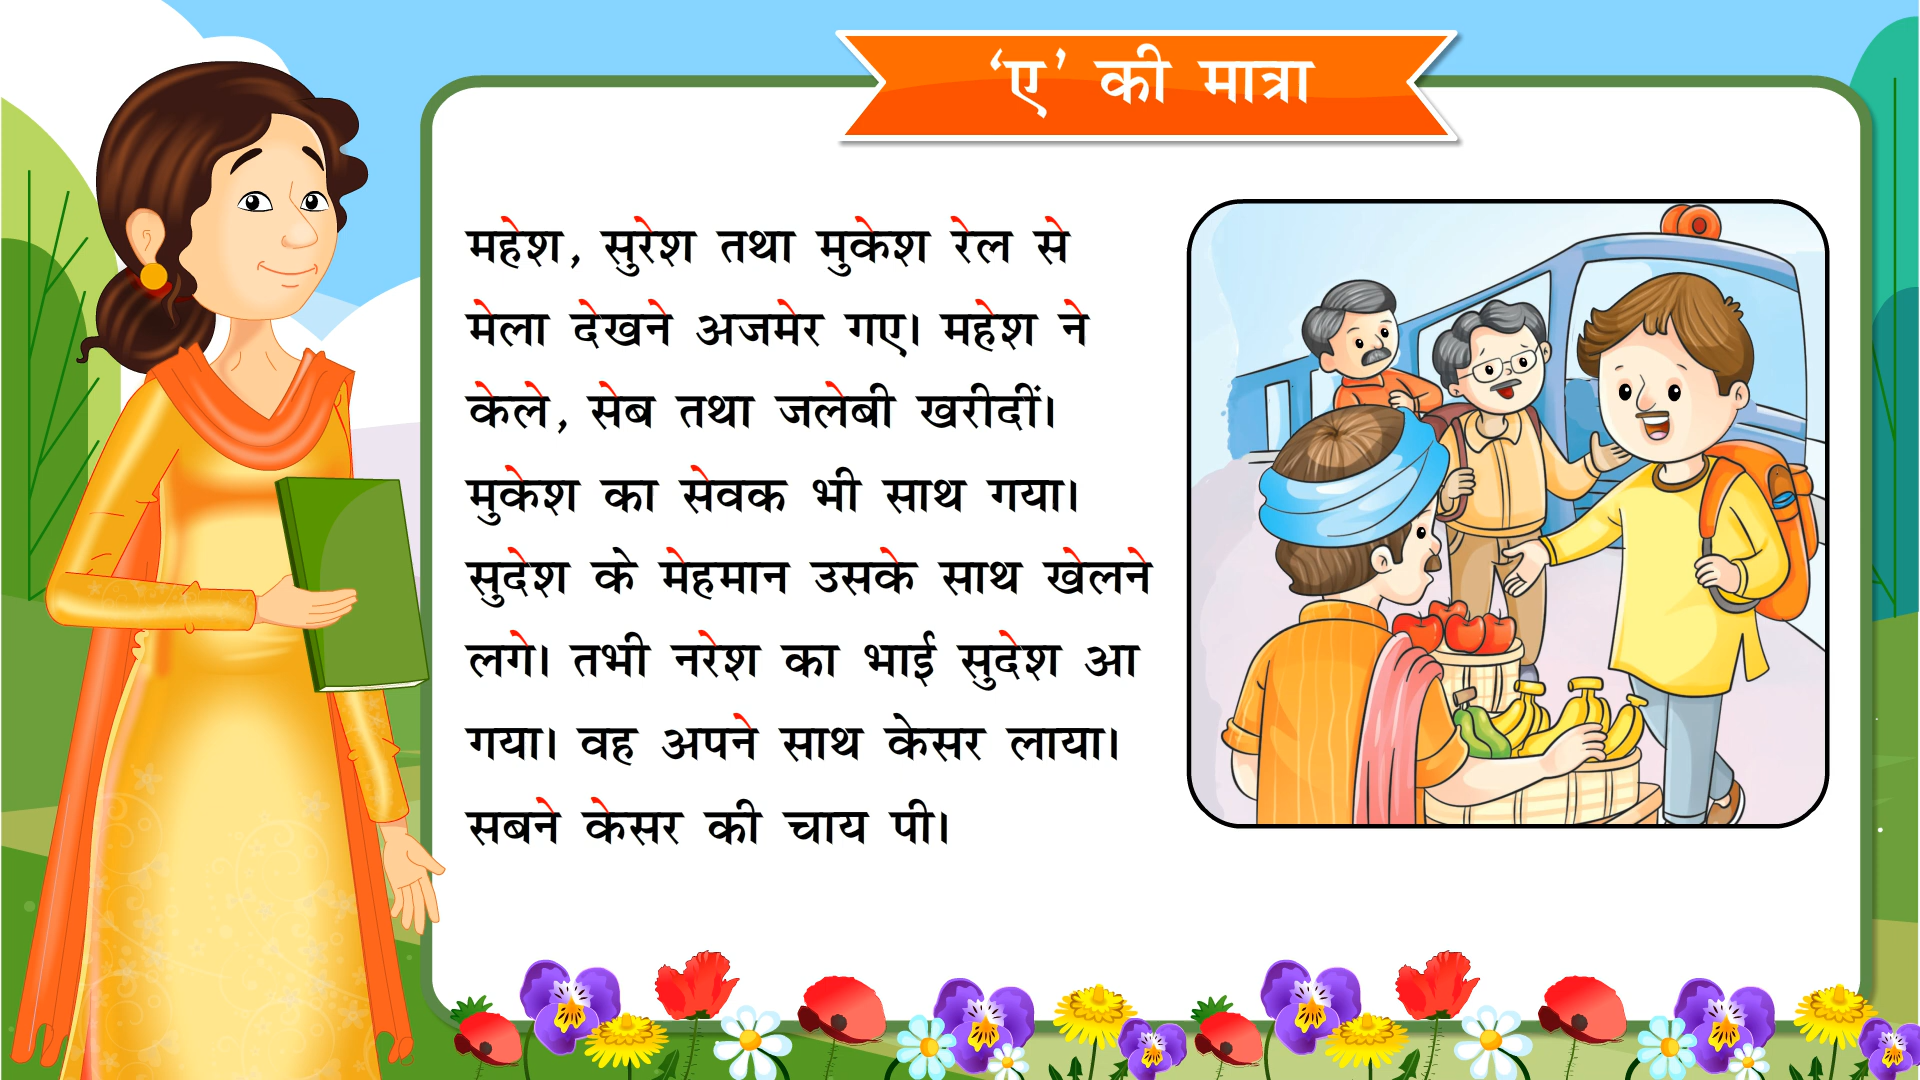 ‘ए’ की मात्रा
महेश, सुरेश तथा मुकेश रेल से
मेला देखने अजमेर गए। महेश ने
केले, सेब तथा जलेबी खरीदीं।
मुकेश का सेवक भी साथ गया।
सुदेश के मेहमान उसके साथ खेलने
लगे। तभी नरेश का भाई सुदेश आ
गया। वह अपने साथ केसर लाया।
सबने केसर की चाय पी।